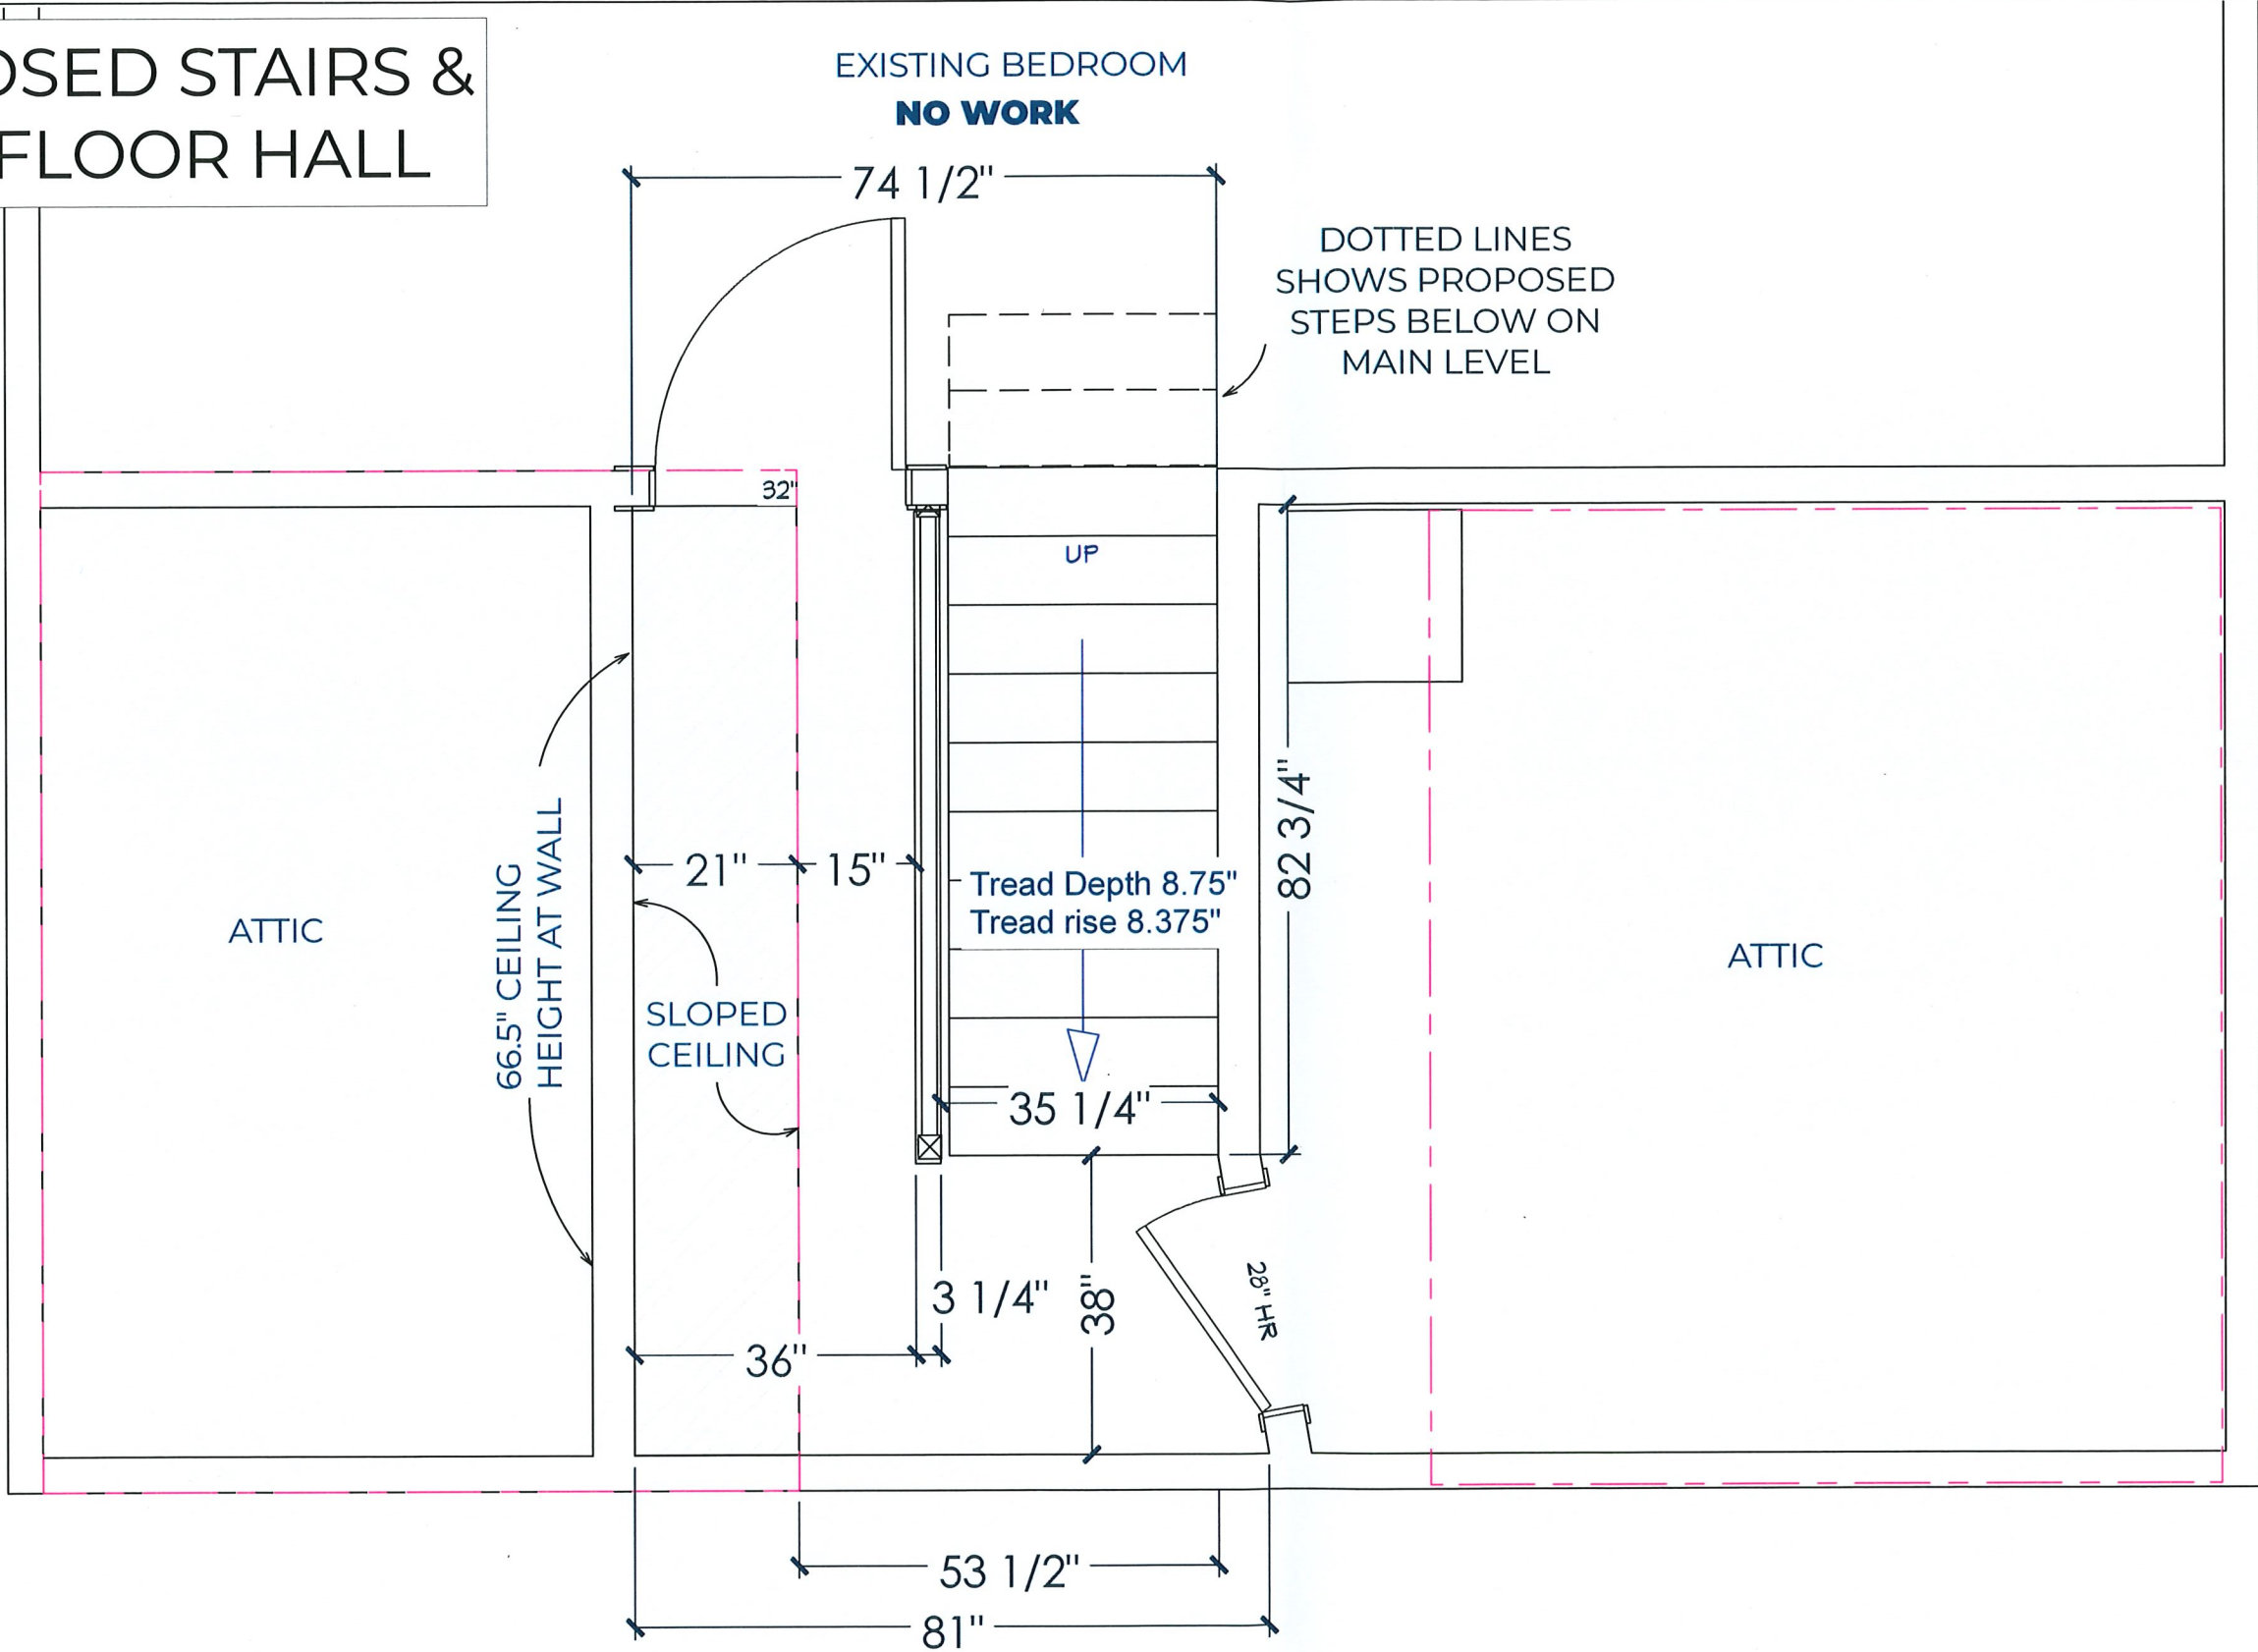 OSED STAIRS &
FLOOR HALL
EXISTING BEDROOM
NO WORK
74 1/2"
DOTTED LINES
SHOWS PROPOSED
STEPS BELOW ON
MAIN LEVEL
32"
UP
82 3/4"
21"
15"
Tread Depth 8.75"
Tread rise 8.375"
ATTIC
66.5" CEILING
HEIGHT AT WALL
SLOPED
CEILING
ATTIC
35 1/4"
3 1/4"
38"
28" HR
36"
53 1/2"
81"